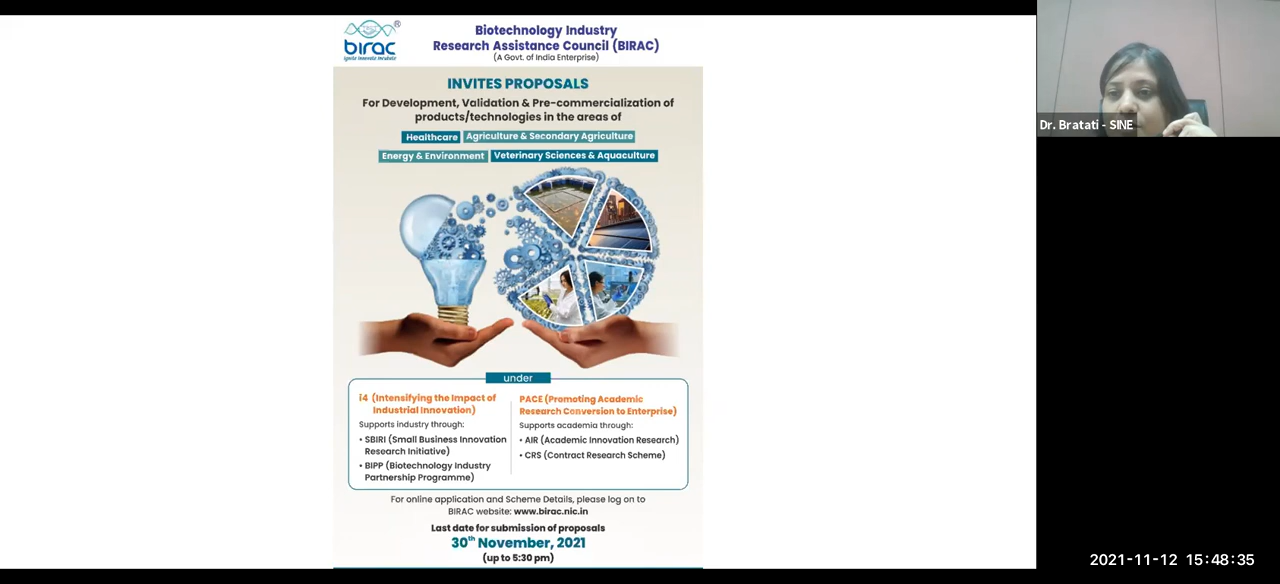 birac®
Ignite Innovate Incubate
Biotechnology Industry
Research Assistance Council (BIRAC)
(A Govt. of India Enterprise)
INVITES PROPOSALS
For Development, Validation & Pre-commercialization of
products/technologies in the areas of
Healthcare Agriculture & Secondary Agriculture
Energy & Environment Veterinary Sciences & Aquaculture
under
i4 (Intensifying the Impact of
Industrial Innovation)
Supports industry through:
• SBIRI (Small Business Innovation
Research Initiative)
• BIPP (Biotechnology Industry
Partnership Programme)
PACE (Promoting Academic
Research Conversion to Enterprise)
Supports academia through:
• AIR (Academic Innovation Research)
• CRS (Contract Research Scheme)
For online application and Scheme Details, please log on to
BIRAC website: www.birac.nic.in
Last date for submission of proposals
30th November, 2021
(up to 5:30 pm)
Dr. Bratati - SINE
2021-11-12 15:48:35